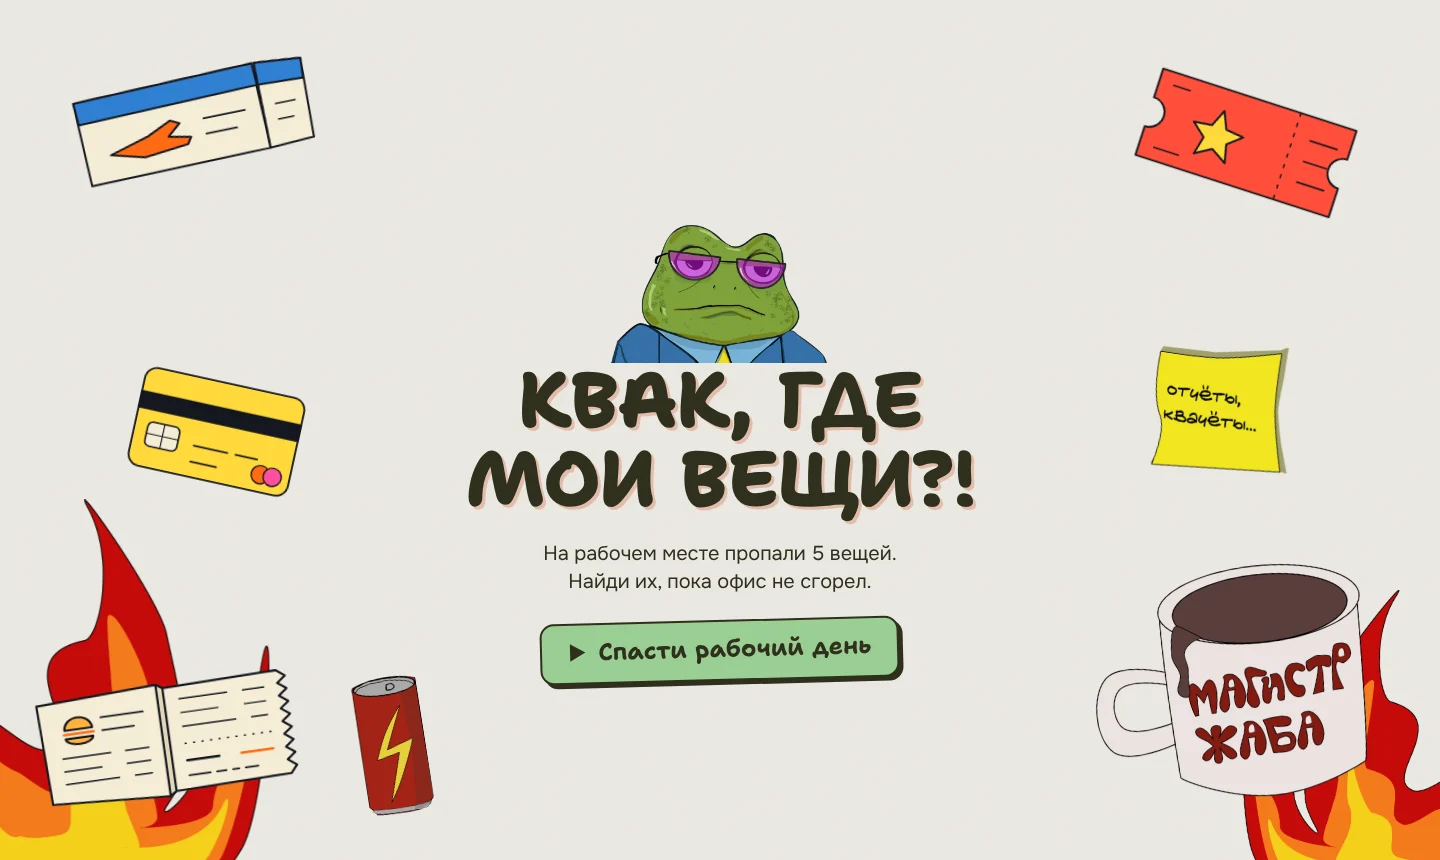 КВАК, ГДЕ
МОИ ВЕЩИ?!
На рабочем месте пропали 5 вещей.
Найди их, пока офис не сгорел.
Спасти рабочий день
отчёты,
квачёты...
МАГИСТР
ЖАБА